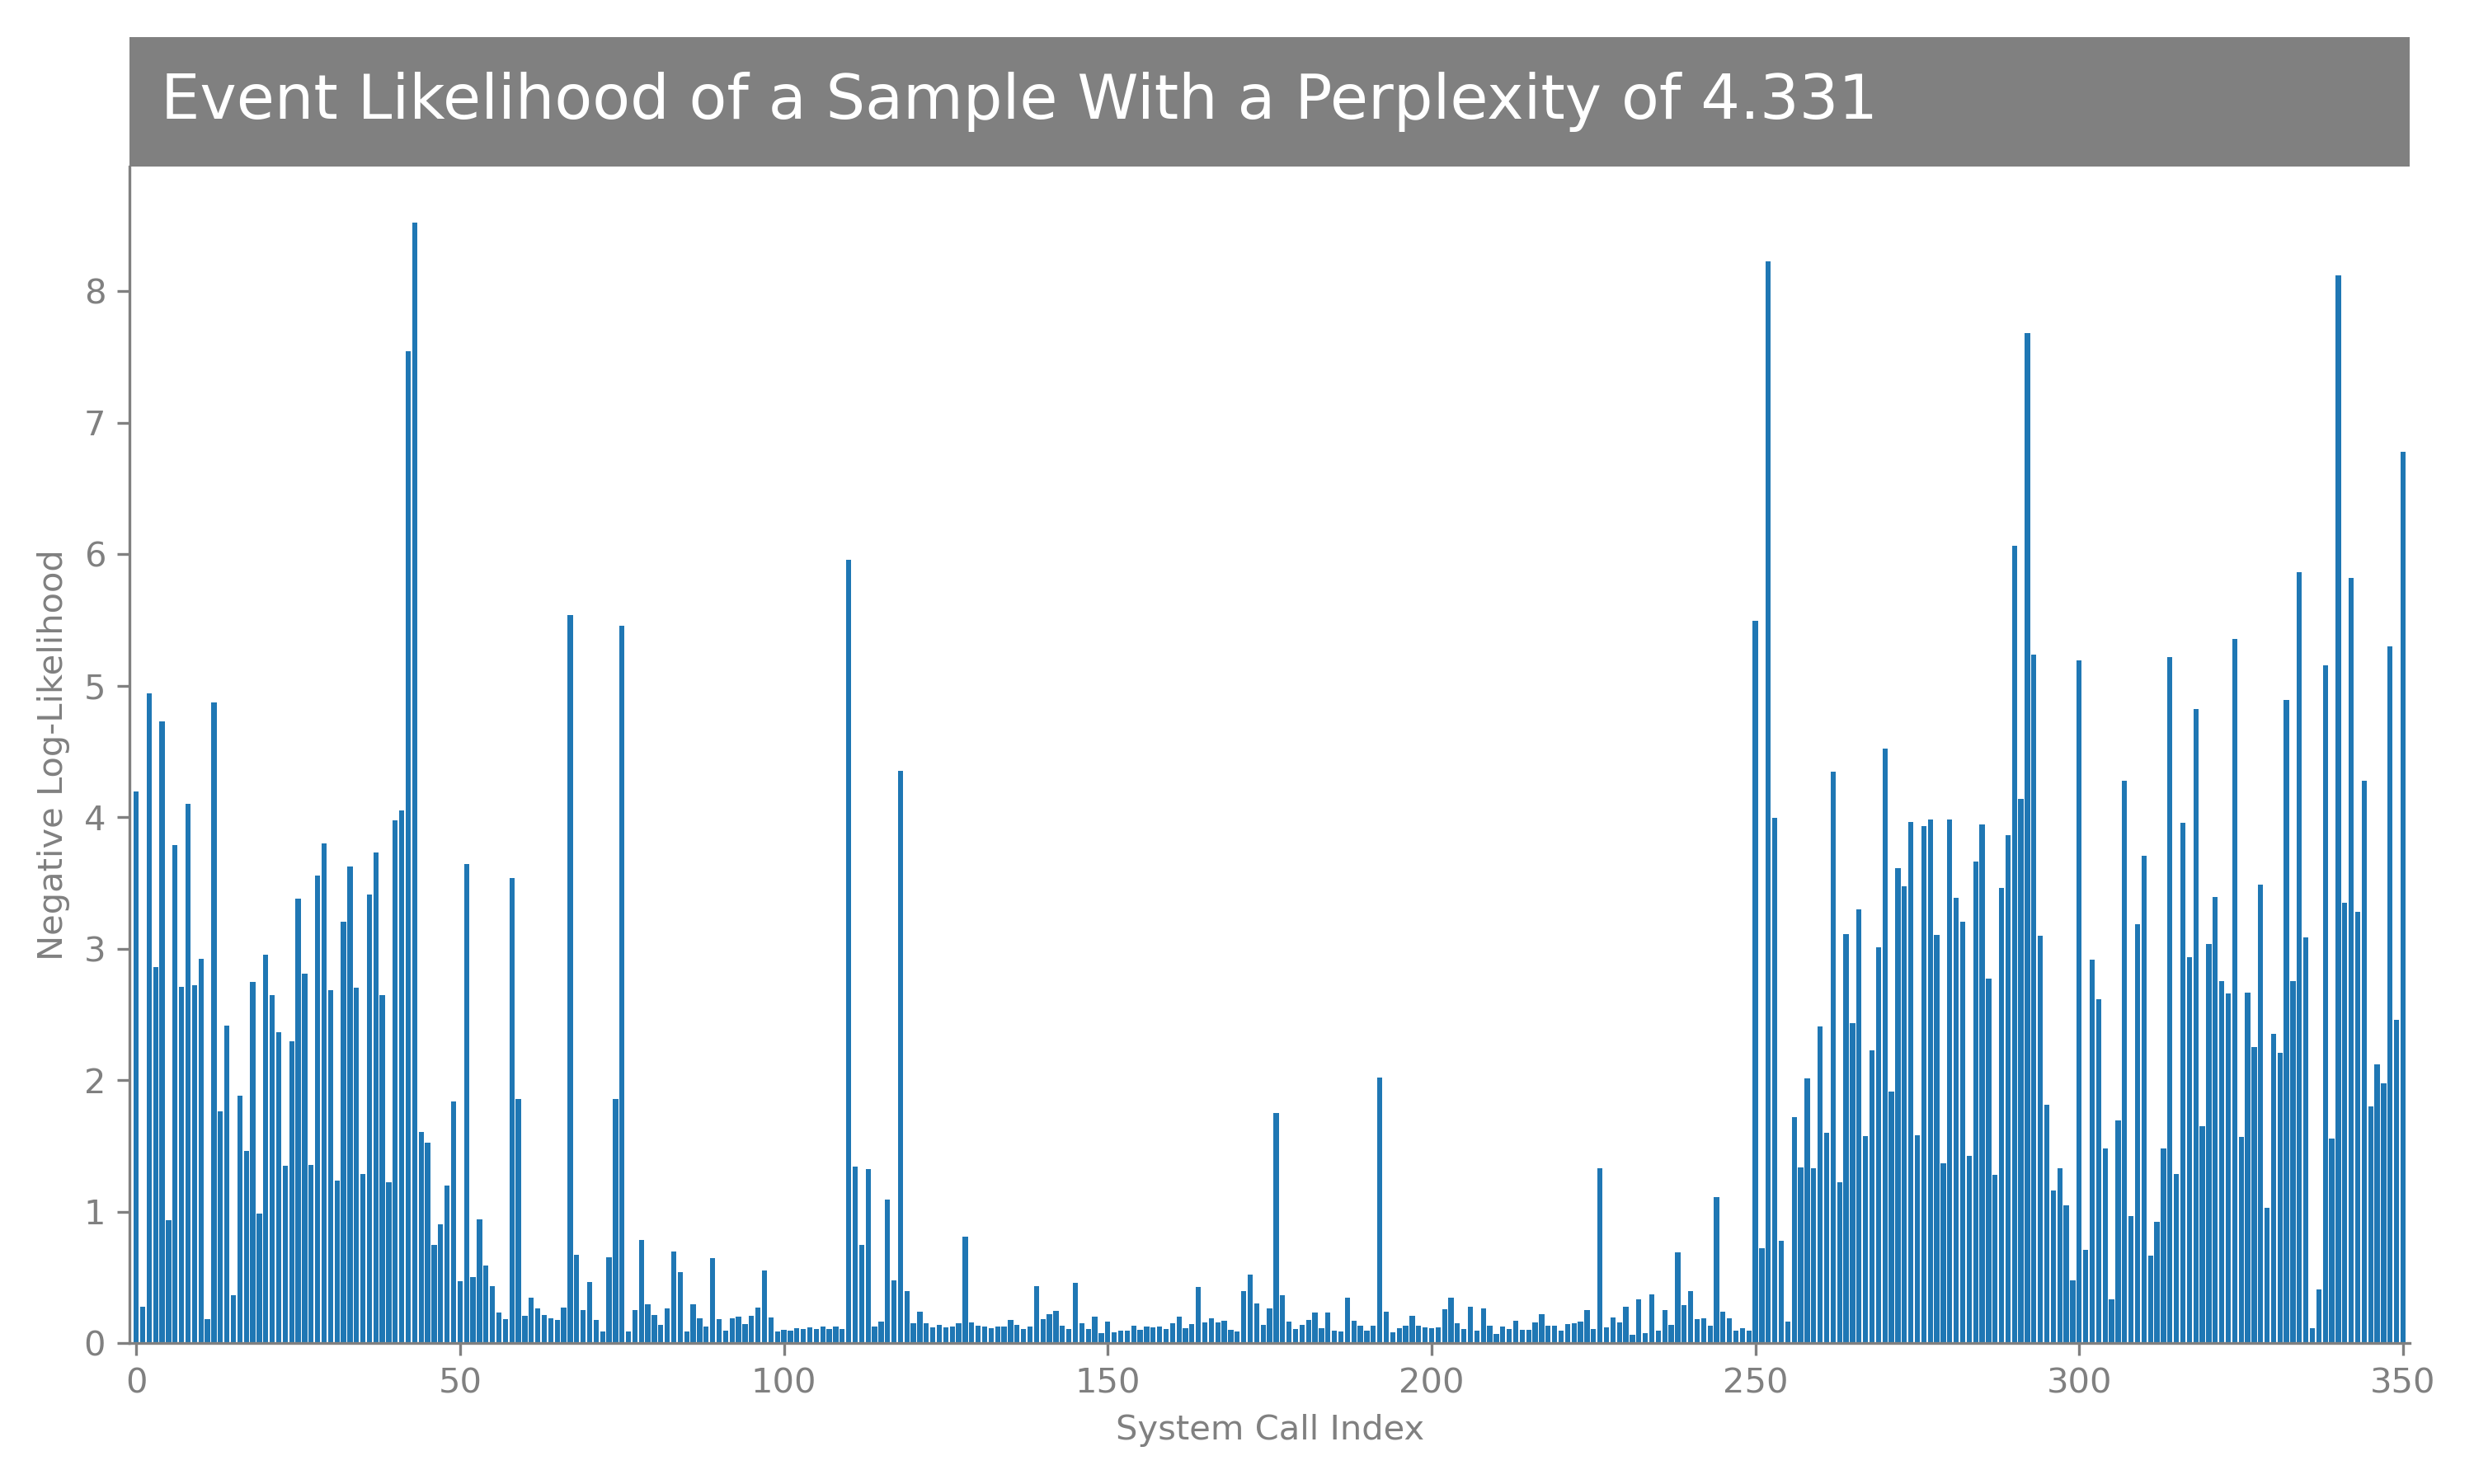 Event Likelihood of a Sample With a Perplexity of 4.331
Negative Log-Likelihood
8
7
6
5
4
3
2
1
0
0 50 100 150 200 250 300 350
System Call Index